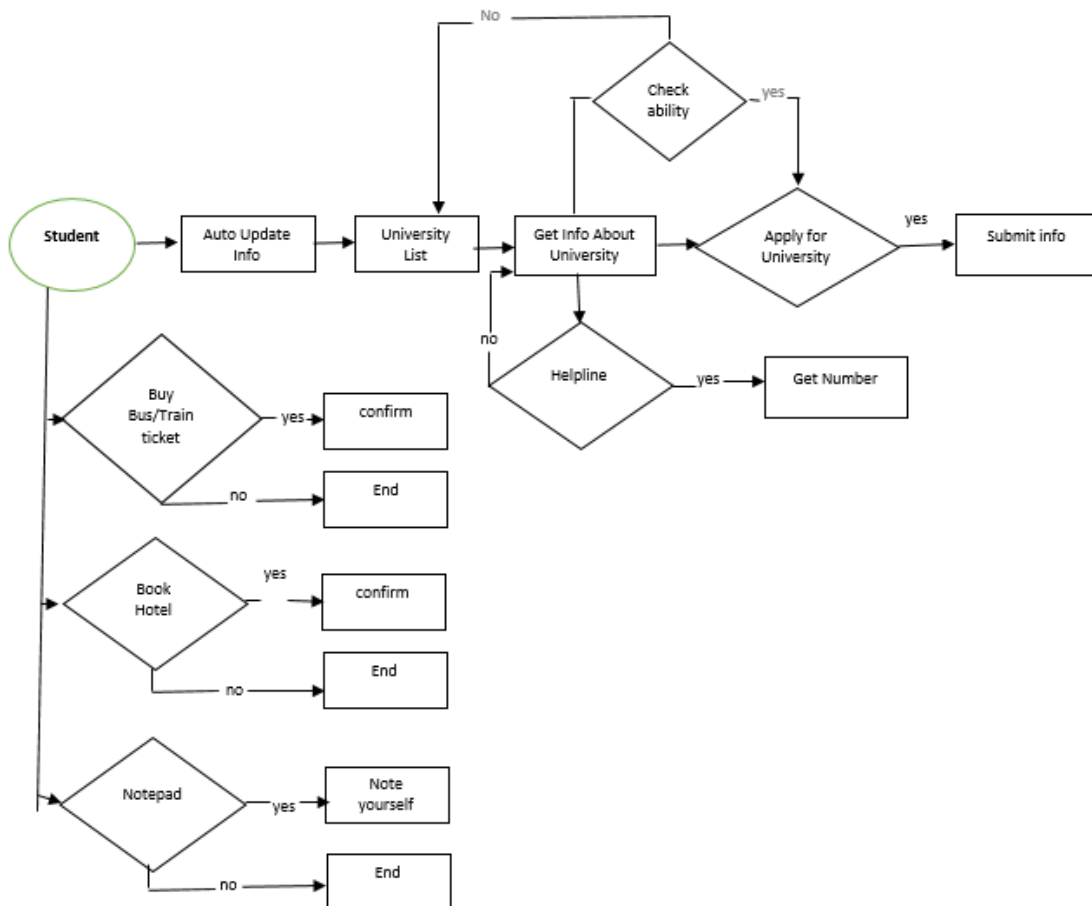 No
Check
ability
yes
Student
Auto Update
Info
University
List
Get Info About
University
Apply for
University
yes
Submit info
no
Helpline
yes
Get Number
Buy
Bus/Train
ticket
yes
confirm
no
End
Book
Hotel
yes
confirm
no
End
Notepad
yes
Note
yourself
no
End